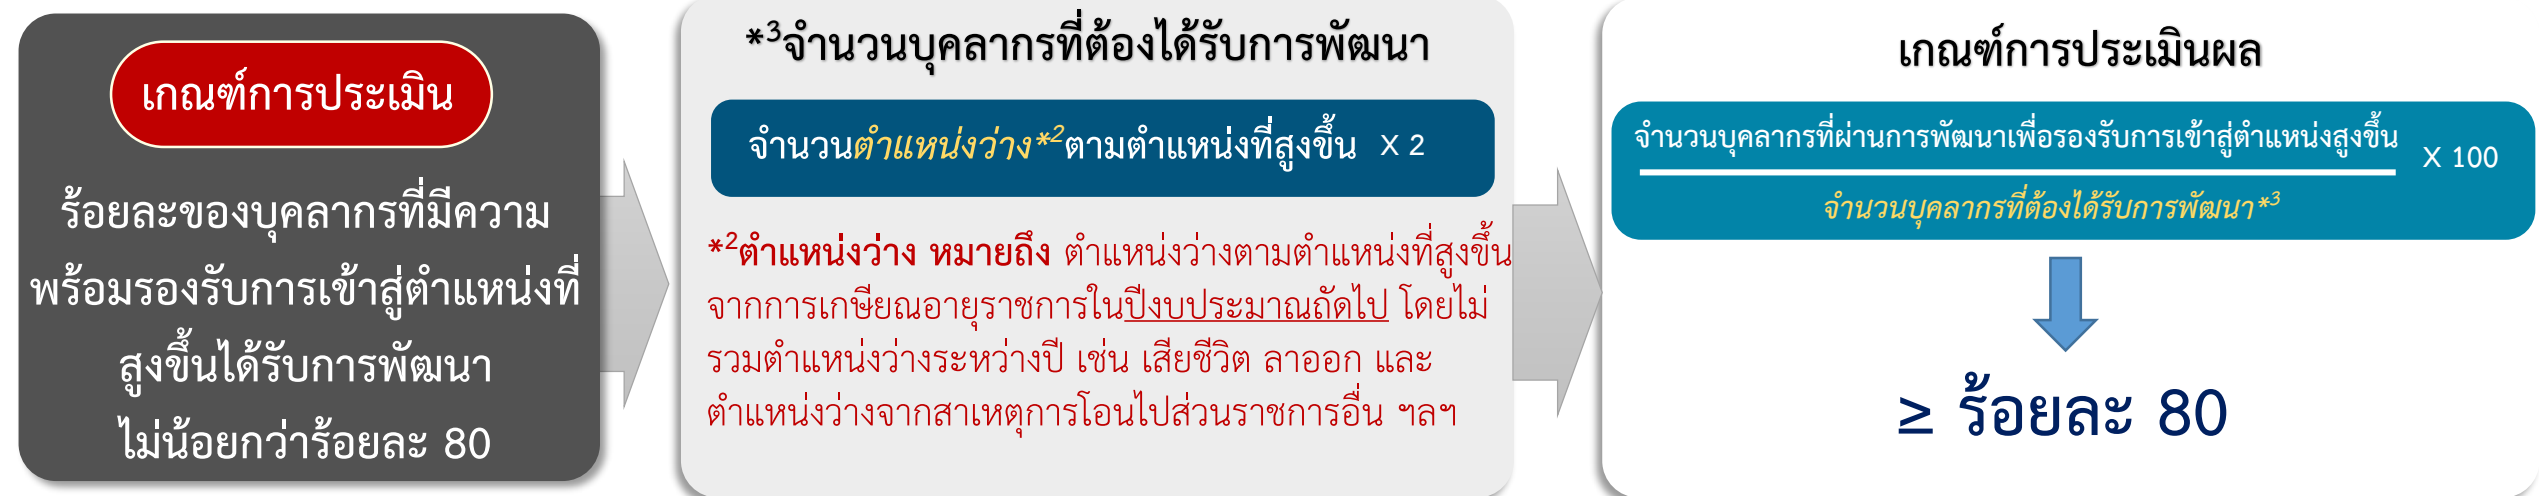 เกณฑ์การประเมิน
ร้อยละของบุคลากรที่มีความ
พร้อมรองรับการเข้าสู่ตำแหน่งที่
สูงขึ้นได้รับการพัฒนา
ไม่น้อยกว่าร้อยละ 80
*3จำนวนบุคลากรที่ต้องได้รับการพัฒนา
จำนวนตำแหน่งว่าง*2ตามตำแหน่งที่สูงขึ้น X 2
*2ตำแหน่งว่าง หมายถึง ตำแหน่งว่างตามตำแหน่งที่สูงขึ้น
จากการเกษียณอายุราชการในปีงบประมาณถัดไป โดยไม่
รวมตำแหน่งว่างระหว่างปี เช่น เสียชีวิต ลาออก และ
ตำแหน่งว่างจากสาเหตุการโอนไปส่วนราชการอื่น ฯลฯ
เกณฑ์การประเมินผล
จำนวนบุคลากรที่ผ่านการพัฒนาเพื่อรองรับการเข้าสู่ตำแหน่งสูงขึ้น
X 100
จำนวนบุคลากรที่ต้องได้รับการพัฒนา*3
≥ ร้อยละ 80